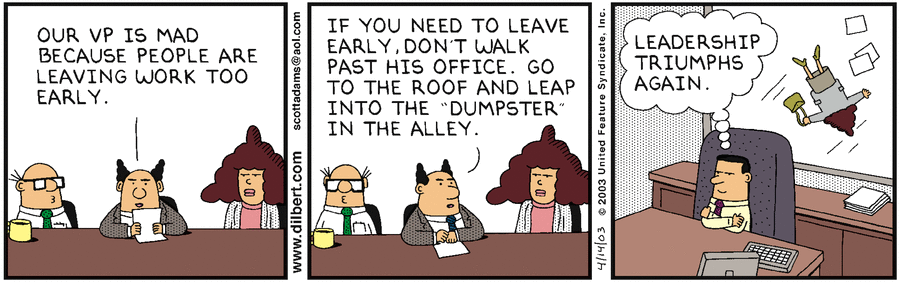 OUR VP IS MAD
BECAUSE PEOPLE ARE
LEAVING WORK TOO
EARLY.
www.dilbert.com
scottadams@aol.com
IF YOU NEED TO LEAVE
EARLY, DON'T WALK
PAST HIS OFFICE. GO
TO THE ROOF AND LEAP
INTO THE "DUMPSTER"
IN THE ALLEY.
4/14/03 © 2003 United Feature Syndicate, Inc.
LEADERSHIP
TRIUMPHS
AGAIN.